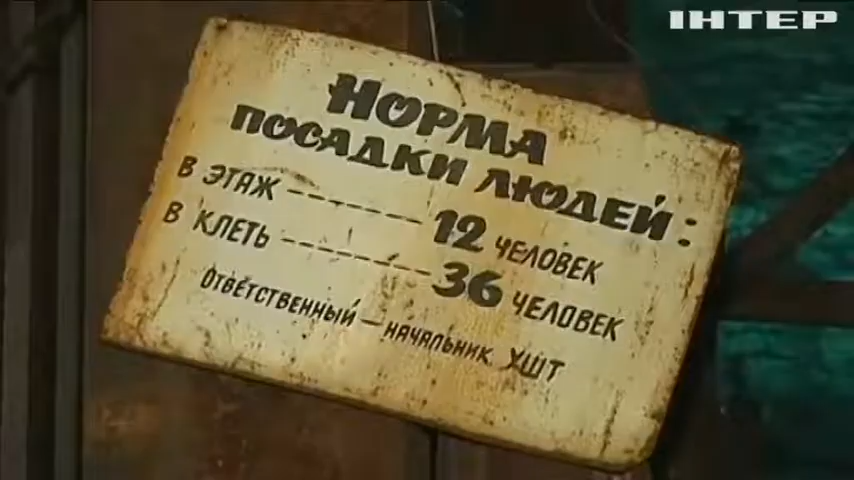 ІНТЕР
НОРМА
ПОСАДКИ ЛЮДЕЙ:
В ЭТАЖ ------- 12 ЧЕЛОВЕК
В КЛЕТЬ ------- 36 ЧЕЛОВЕК
ОТВЕТСТВЕННЫЙ — НАЧАЛЬНИК УШТ